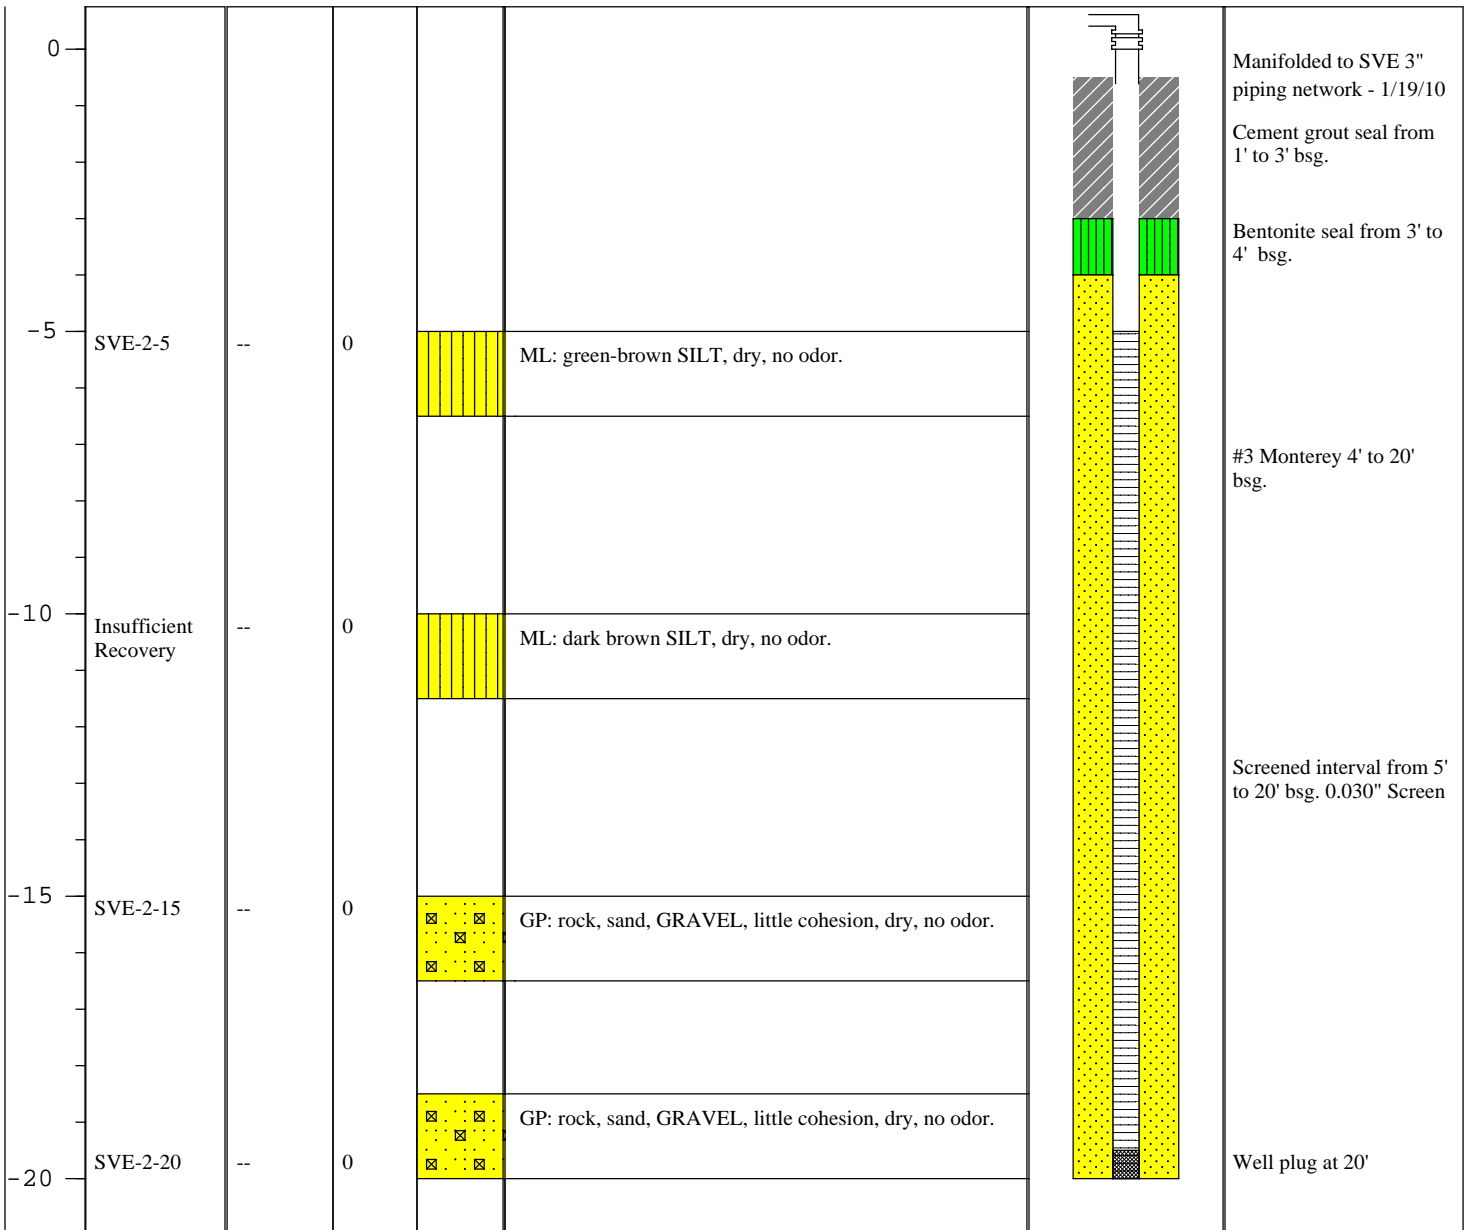 0
Manifolded to SVE 3"
piping network - 1/19/10
Cement grout seal from
1' to 3' bsg.
Bentonite seal from 3' to
4' bsg.
-5
SVE-2-5
--
0
ML: green-brown SILT, dry, no odor.
#3 Monterey 4' to 20'
bsg.
-10
Insufficient
Recovery
--
0
ML: dark brown SILT, dry, no odor.
Screened interval from 5'
to 20' bsg. 0.030" Screen
-15
SVE-2-15
--
0
GP: rock, sand, GRAVEL, little cohesion, dry, no odor.
GP: rock, sand, GRAVEL, little cohesion, dry, no odor.
-20
SVE-2-20
--
0
Well plug at 20'